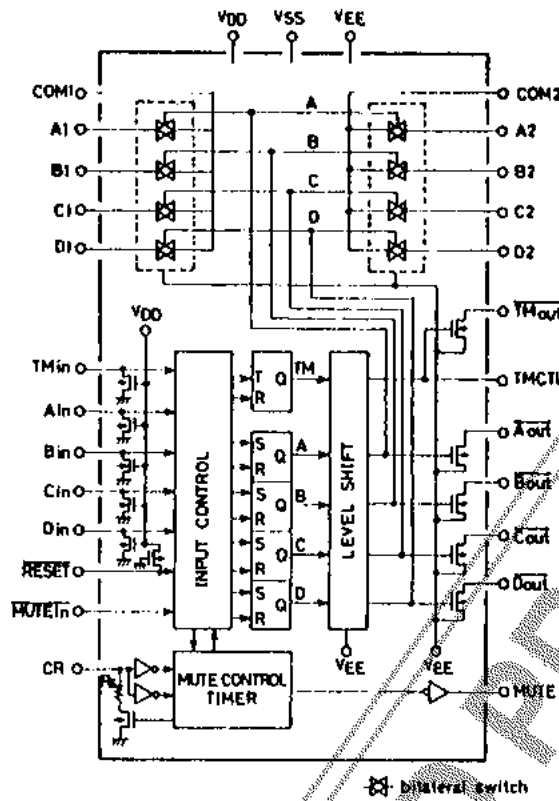 VDD VSS VEE
COM1 COM2
A
A1 A2
B
B1 B2
C
C1 C2
D
D1 D2
VDD
TMout
TMin T Q TM TMCTL
R
Ain
Aout
Bin S Q A
R
Bout
Cin S Q B
R
Cout
Din S Q C
RESET R
Dout
MUTEIn S Q D
R
INPUT CONTROL
LEVEL SHIFT
VEE VEE
CR
MUTE CONTROL
TIMER
MUTE
bilateral switch